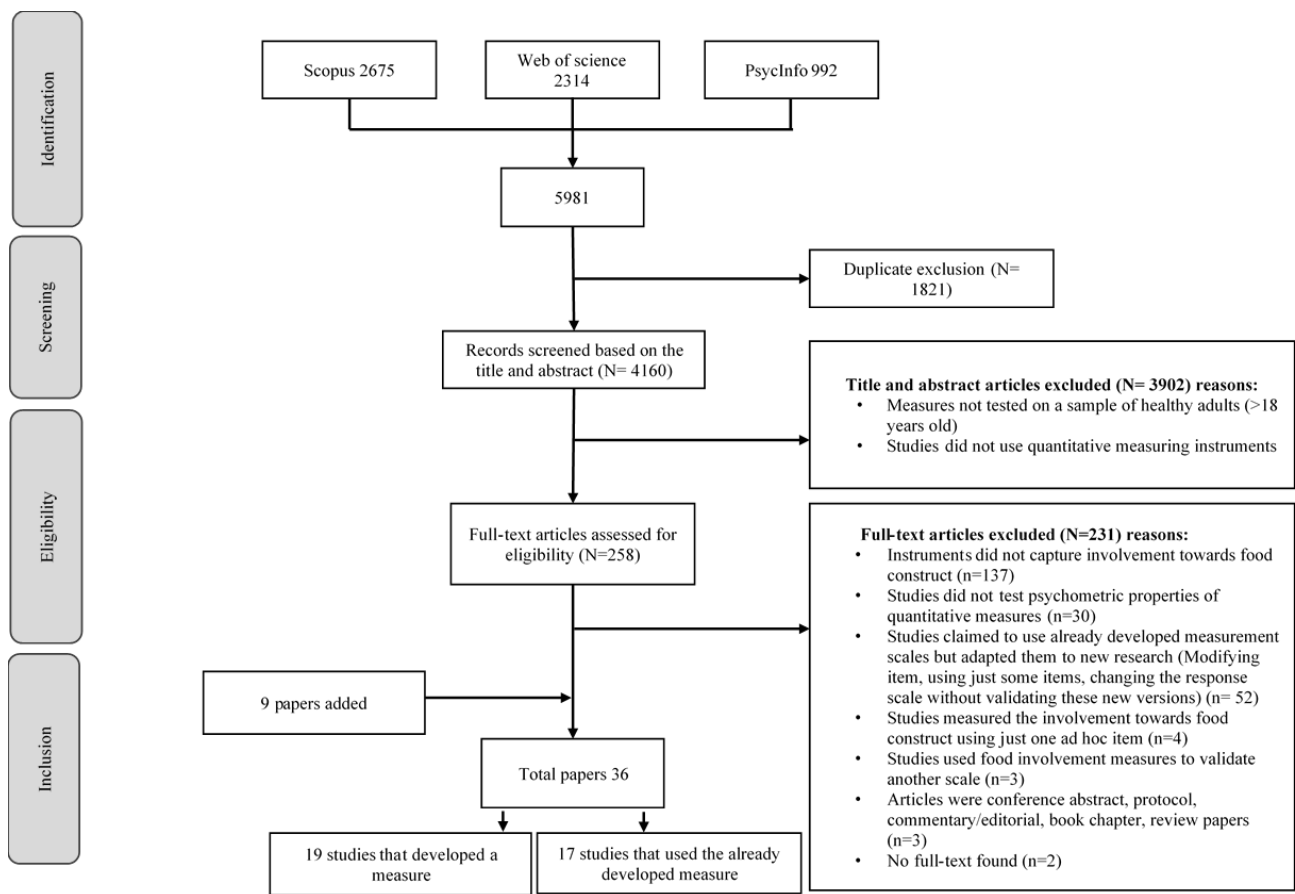 Identification
Scopus 2675
Web of science
2314
PsycInfo 992
5981
Screening
Duplicate exclusion (N=
1821)
Records screened based on the
title and abstract (N= 4160)
Title and abstract articles excluded (N= 3902) reasons:
• Measures not tested on a sample of healthy adults (>18
years old)
• Studies did not use quantitative measuring instruments
Eligibility
Full-text articles assessed for
eligibility (N=258)
Full-text articles excluded (N=231) reasons:
• Instruments did not capture involvement towards food
construct (n=137)
• Studies did not test psychometric properties of
quantitative measures (n=30)
• Studies claimed to use already developed measurement
scales but adapted them to new research (Modifying
item, using just some items, changing the response
scale without validating these new versions) (n= 52)
• Studies measured the involvement towards food
construct using just one ad hoc item (n=4)
• Studies used food involvement measures to validate
another scale (n=3)
• Articles were conference abstract, protocol,
commentary/editorial, book chapter, review papers
(n=3)
• No full-text found (n=2)
Inclusion
9 papers added
Total papers 36
19 studies that developed a
measure
17 studies that used the already
developed measure